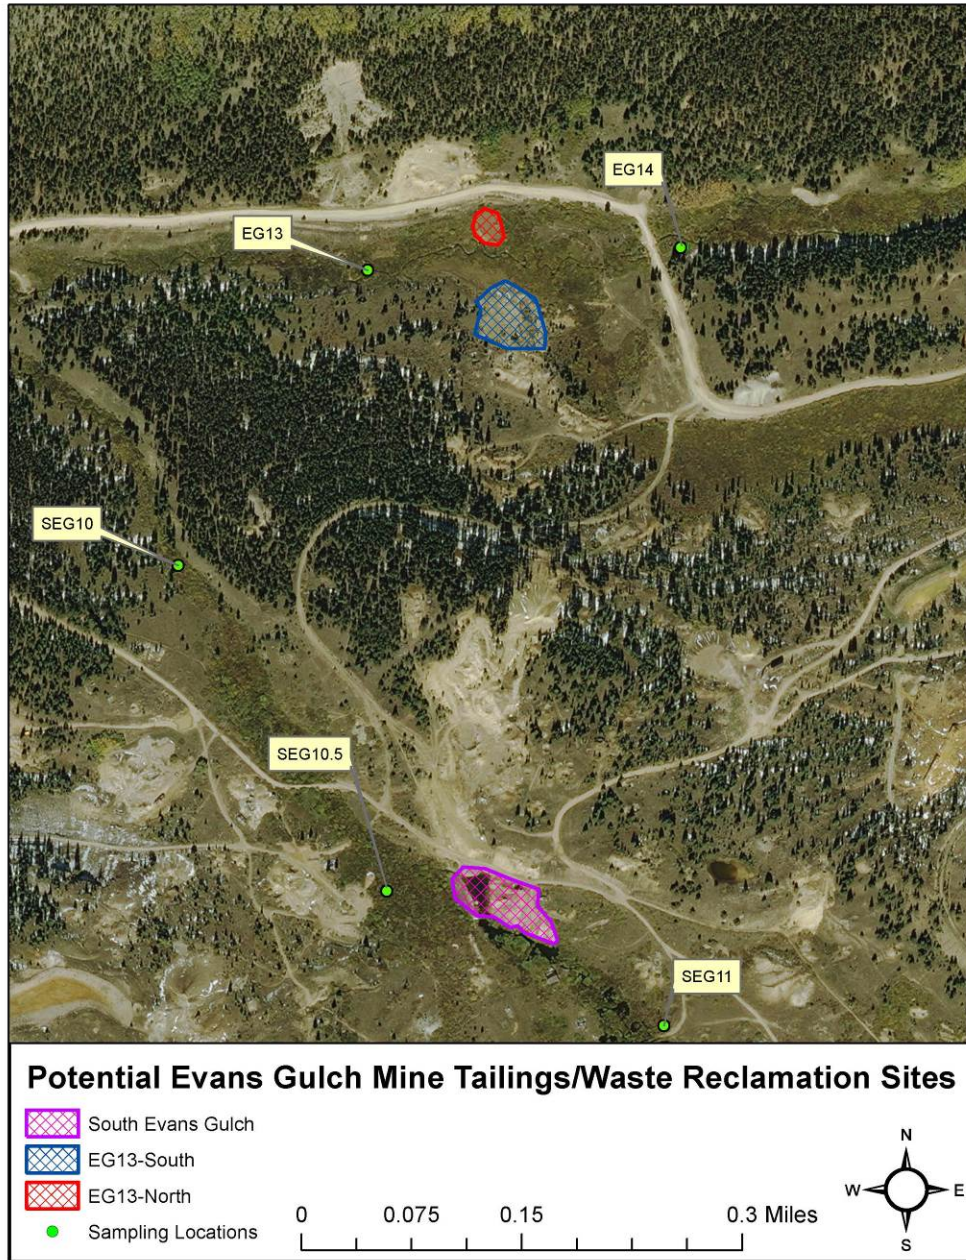 EG14
EG13
SEG10
SEG10.5
SEG11
Potential Evans Gulch Mine Tailings/Waste Reclamation Sites
South Evans Gulch
EG13-South
EG13-North
Sampling Locations
0 0.075 0.15 0.3 Miles
N
W E
S